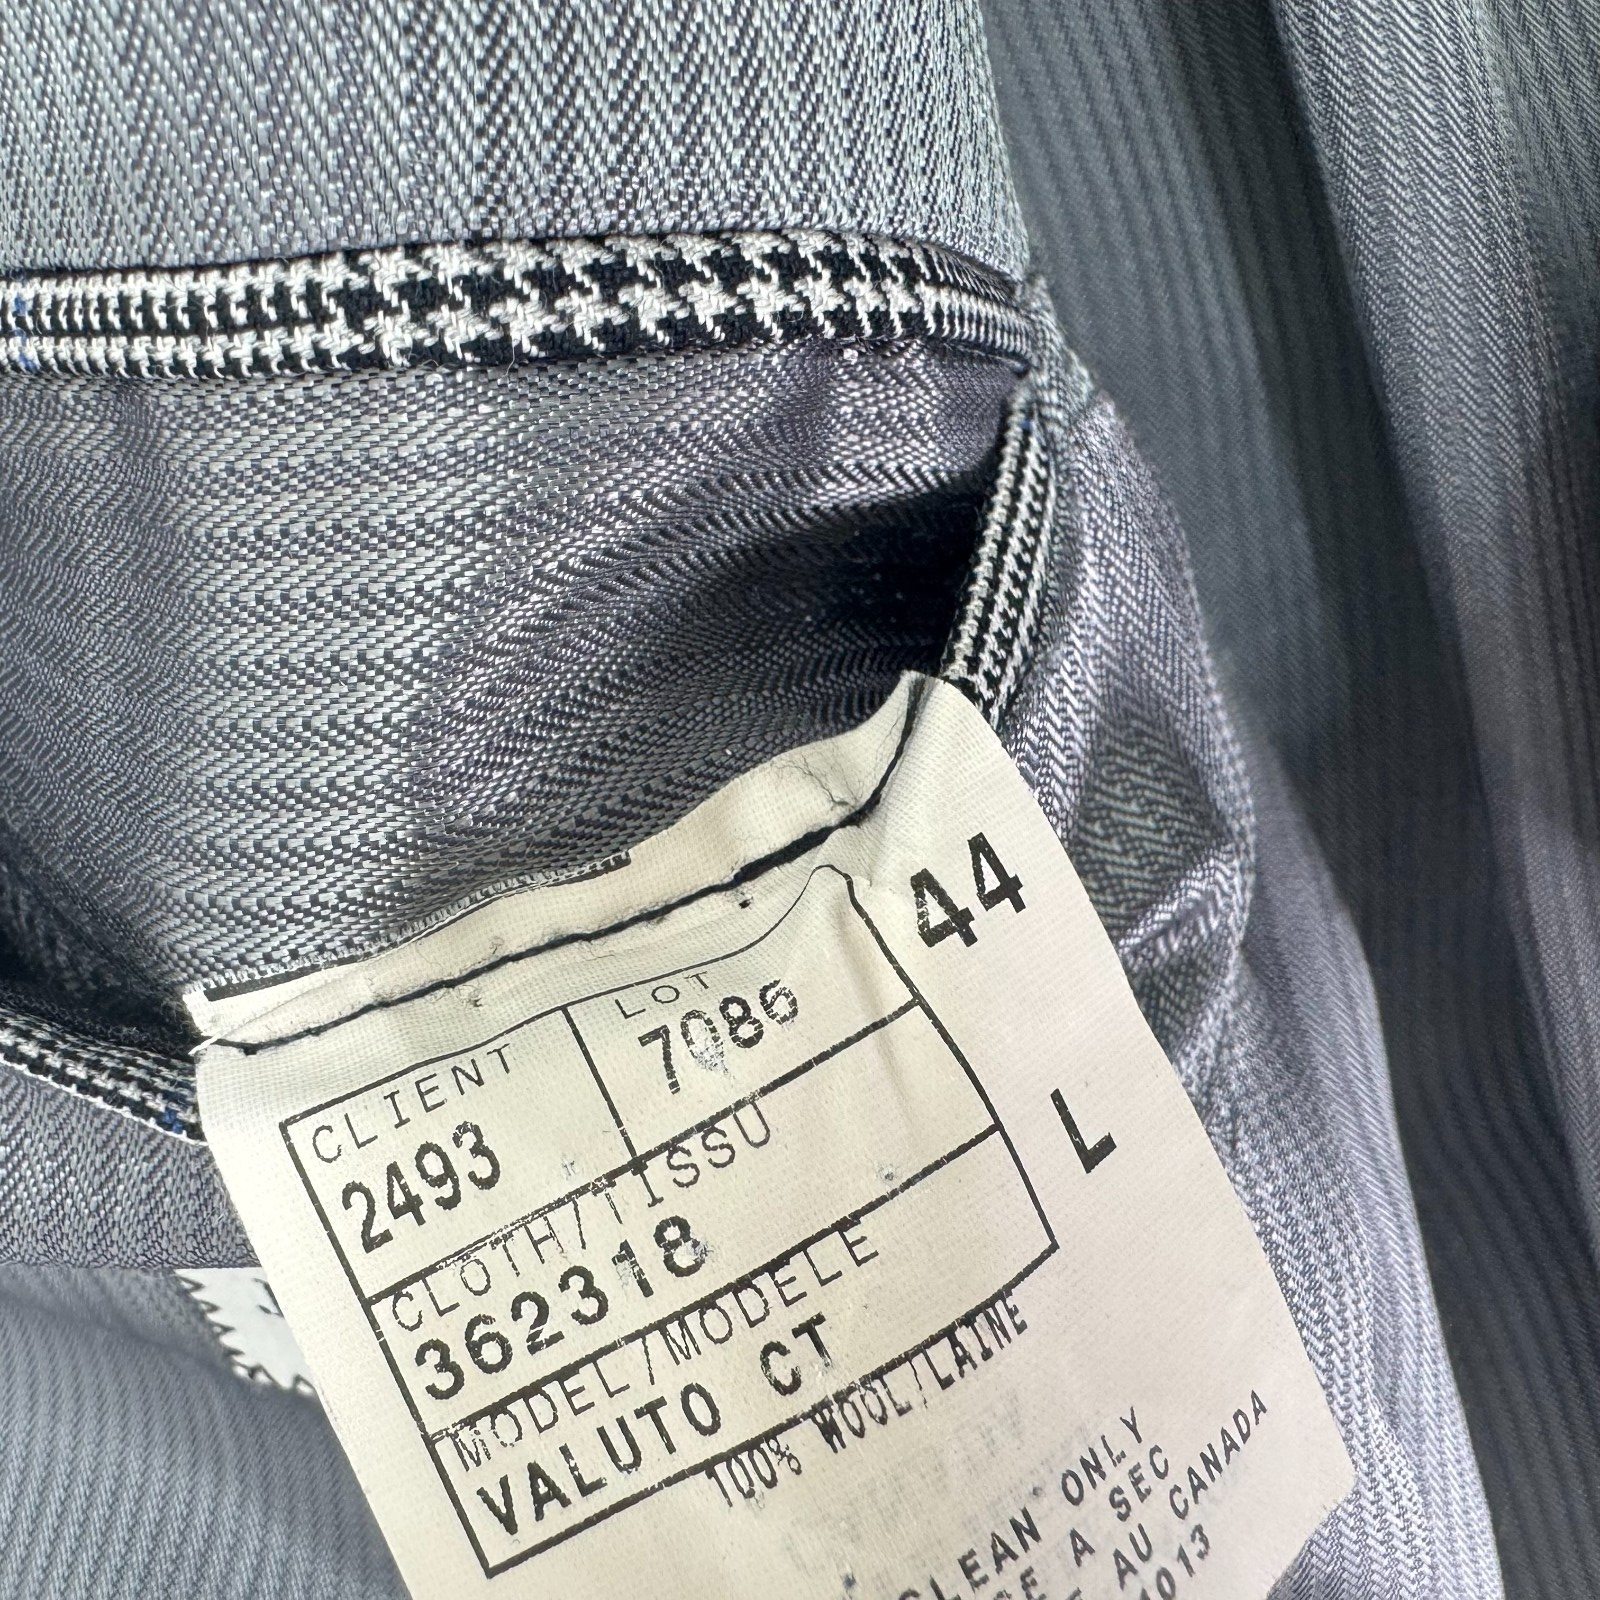 44
CLIENT
LOT
2493
7086
CLOTH/TISSU
L
362318
MODEL/MODELE
VALUTO CT
100% WOOL/LAINE
CLEAN ONLY
A SEC
AU CANADA
1013